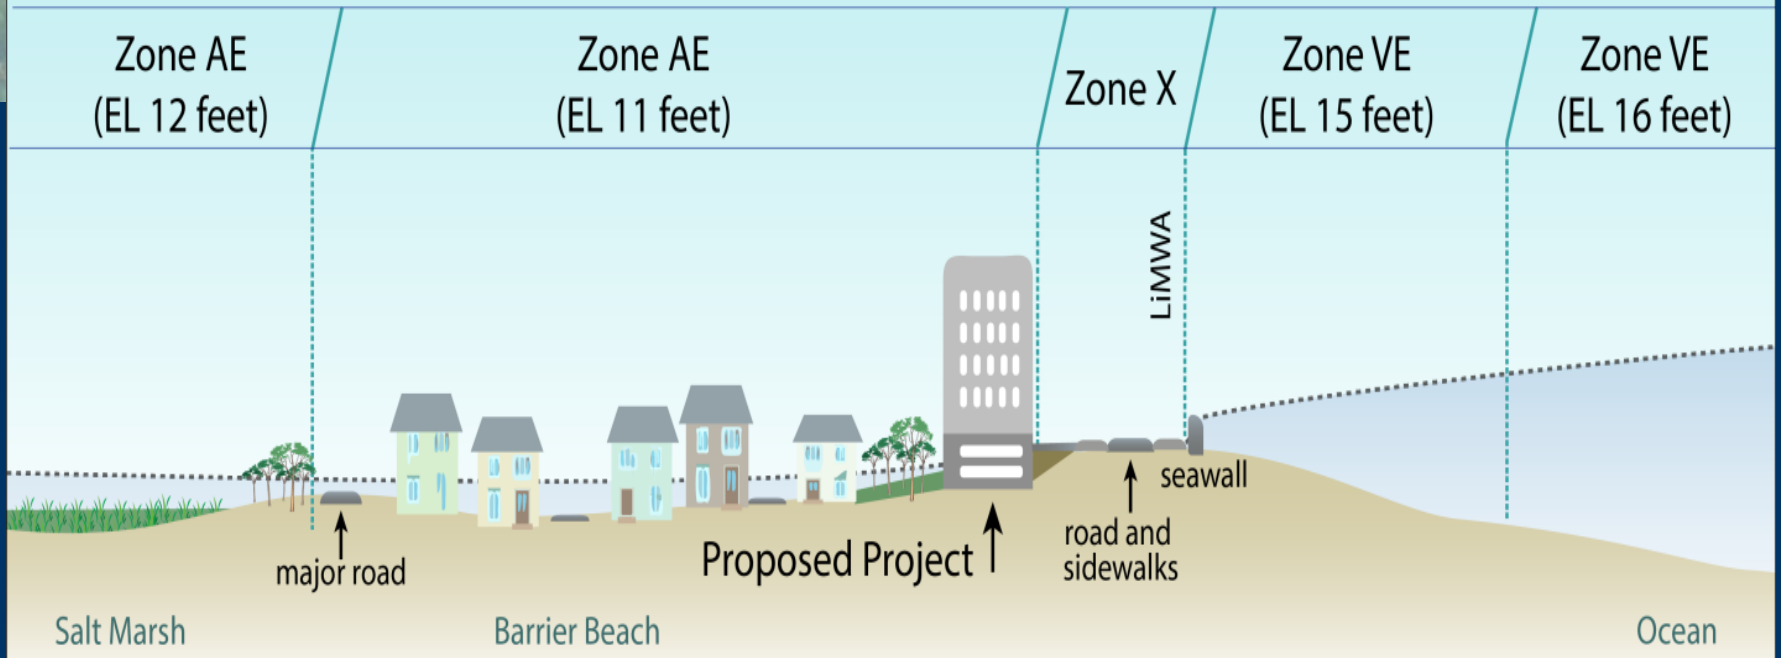 Zone AE
(EL 12 feet)
Zone AE
(EL 11 feet)
Zone X
Zone VE
(EL 15 feet)
Zone VE
(EL 16 feet)
LiMWA
seawall
major road
Proposed Project
road and
sidewalks
Salt Marsh
Barrier Beach
Ocean